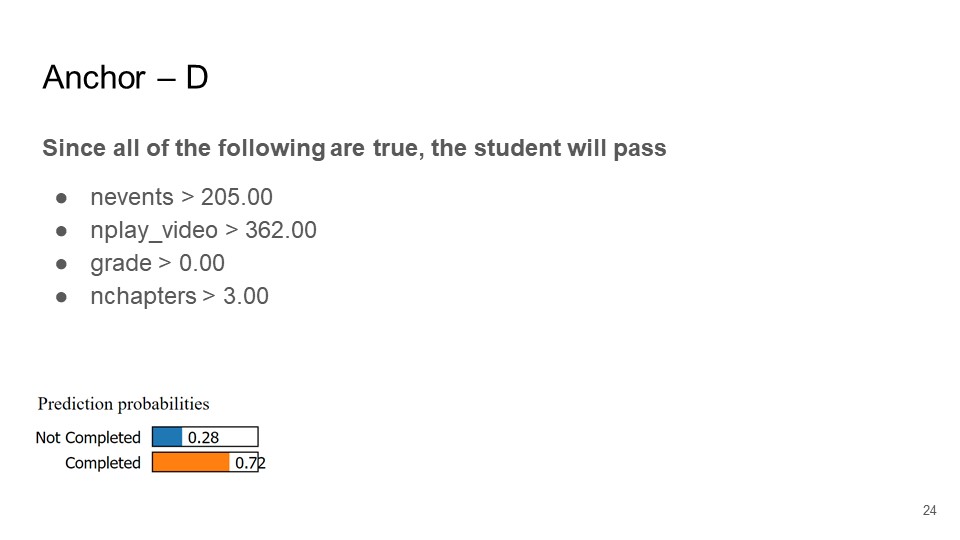 Anchor – D
Since all of the following are true, the student will pass
● nevents > 205.00
● nplay_video > 362.00
● grade > 0.00
● nchapters > 3.00
Prediction probabilities
Not Completed 0.28
Completed 0.72
24